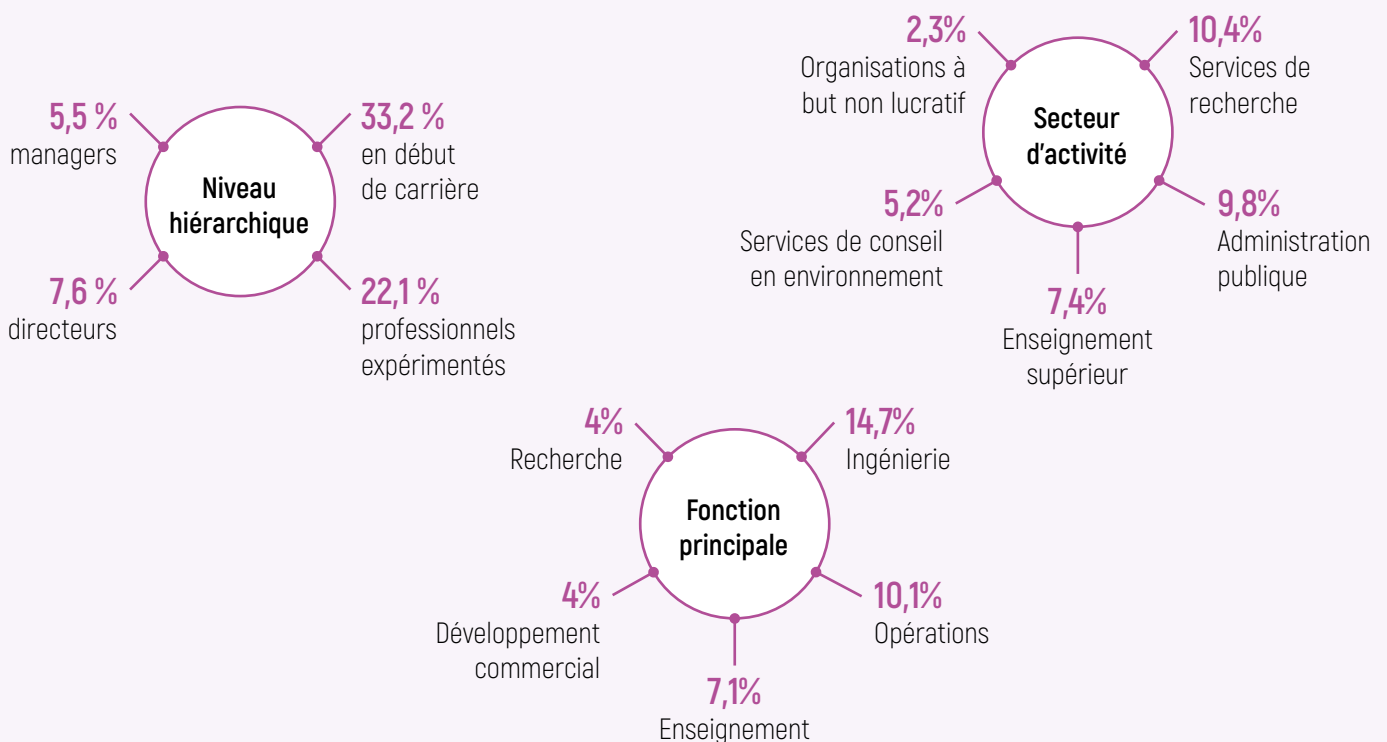 5,5 %
managers
33,2 %
en début
de carrière
Niveau
hiérarchique
7,6 %
directeurs
22,1 %
professionnels
expérimentés
2,3%
Organisations à
but non lucratif
10,4%
Services de
recherche
Secteur
d'activité
5,2%
Services de conseil
en environnement
9,8%
Administration
publique
7,4%
Enseignement
supérieur
4%
Recherche
14,7%
Ingénierie
Fonction
principale
4%
Développement
commercial
10,1%
Opérations
7,1%
Enseignement